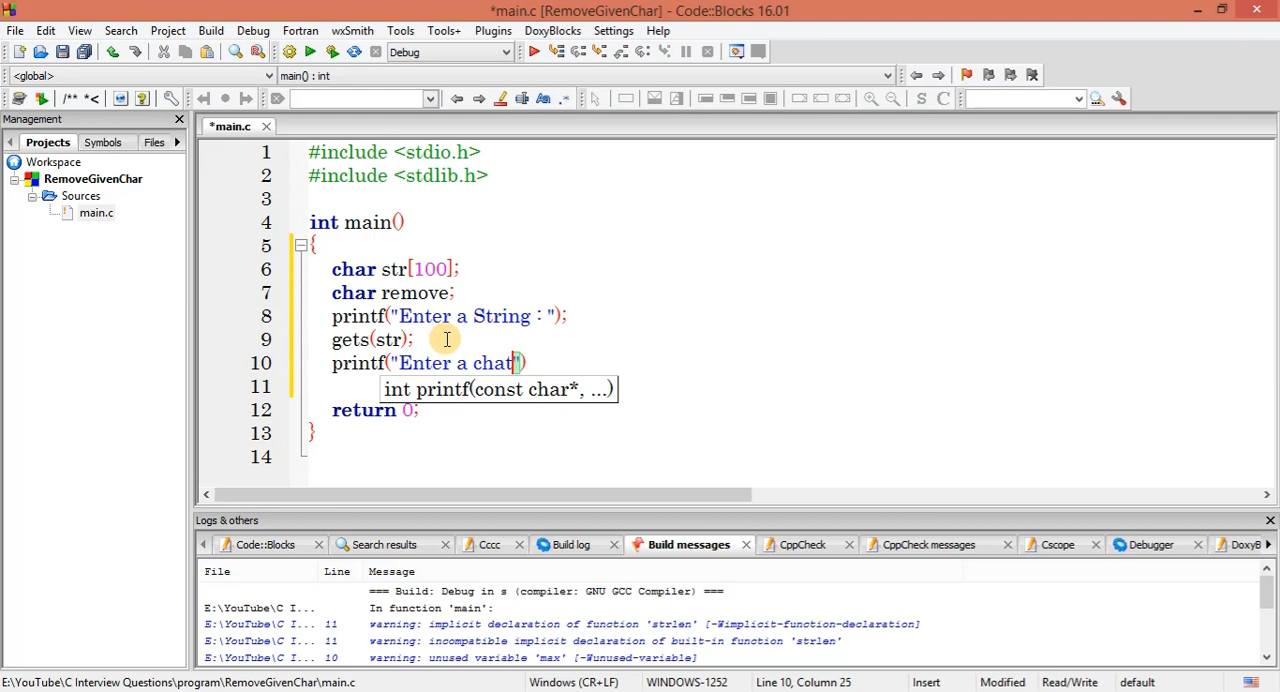 *main.c [RemoveGivenChar] - Code::Blocks 16.01
File Edit View Search Project Build Debug Fortran wxSmith Tools Tools+ Plugins DoxyBlocks Settings Help
Debug
<global> main() : int
/** *<
S C
Management
Projects Symbols Files
*main.c
Workspace
RemoveGivenChar
Sources
main.c
1 #include <stdio.h>
2 #include <stdlib.h>
3
4 int main()
5 {
6 char str[100];
7 char remove;
8 printf("Enter a String : ");
9 gets(str);
10 printf("Enter a chat")
int printf(const char*, ...)
11
12 return 0;
13 }
14
Logs & others
Code::Blocks Search results Cccc Build log Build messages CppCheck CppCheck messages Cscope Debugger DoxyB
File Line Message
=== Build: Debug in s (compiler: GNU GCC Compiler) ===
E:\YouTube\C I... In function 'main':
E:\YouTube\C I... 11 warning: implicit declaration of function 'strlen' [-Wimplicit-function-declaration]
E:\YouTube\C I... 11 warning: incompatible implicit declaration of built-in function 'strlen'
E:\YouTube\C I... 10 warning: unused variable 'max' [-Wunused-variable]
E:\YouTube\C Interview Questions\program\RemoveGivenChar\main.c Windows (CR+LF) WINDOWS-1252 Line 10, Column 25 Insert Modified Read/Write default